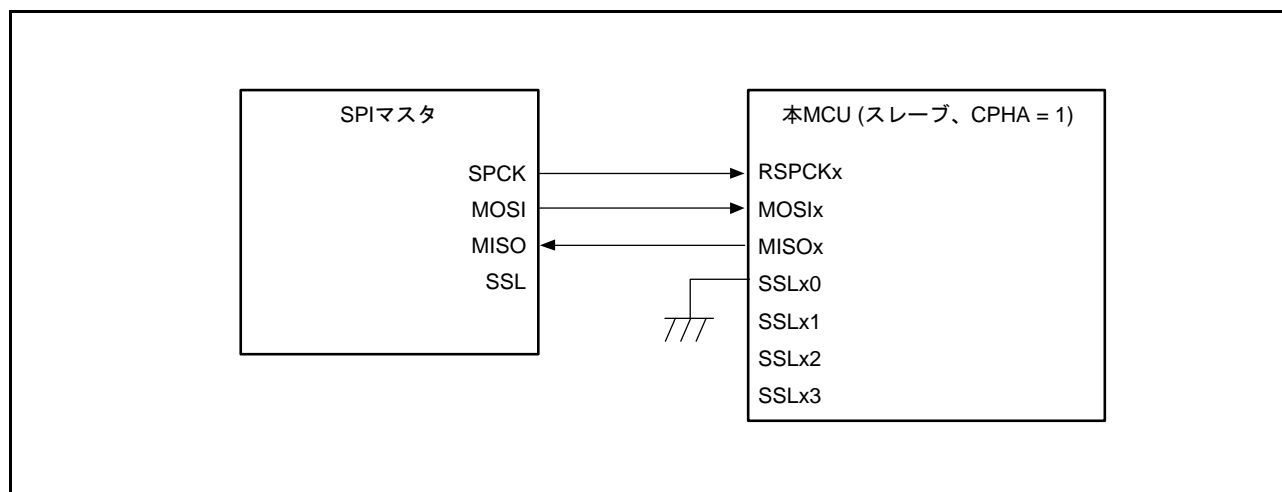 SPIマスタ
SPCK
MOSI
MISO
SSL
本MCU (スレーブ、CPHA = 1)
RSPCKx
MOSIx
MISOx
SSLx0
SSLx1
SSLx2
SSLx3